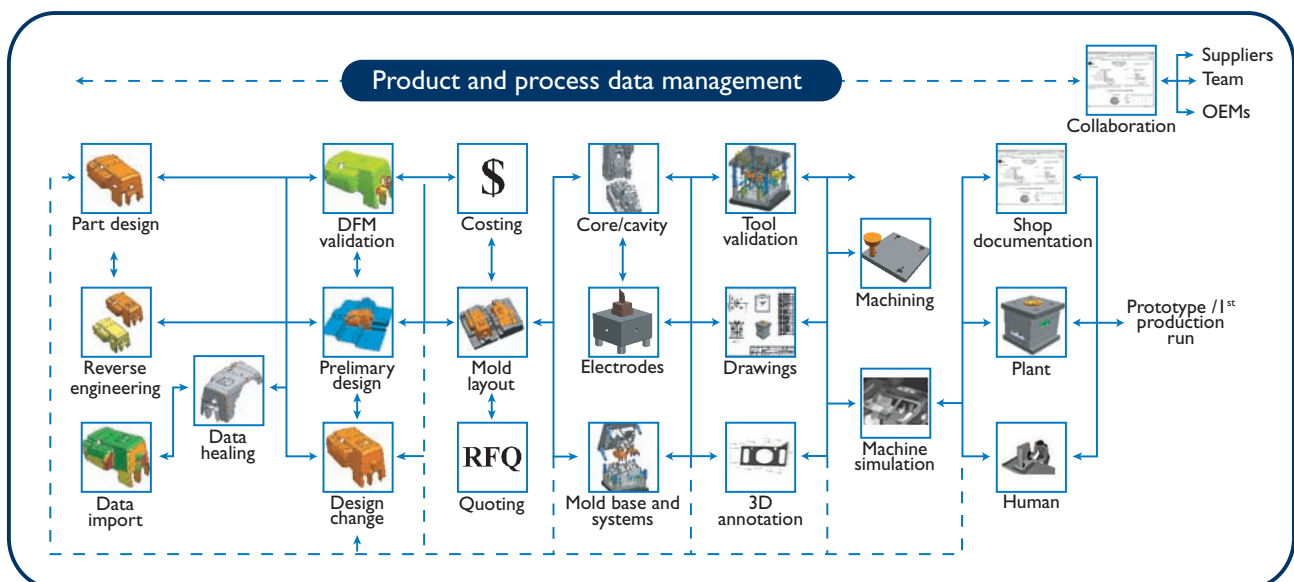 Product and process data management
Suppliers
Team
OEMs
Collaboration
Part design
DFM
validation
$
Costing
Core/cavity
Tool
validation
Shop
documentation
Machining
Reverse
engineering
Prelimary
design
Mold
layout
Electrodes
Drawings
Plant
Prototype /1st
production
run
Data
healing
Machine
simulation
Data
import
Design
change
RFQ
Quoting
Mold base and
systems
3D
annotation
Human